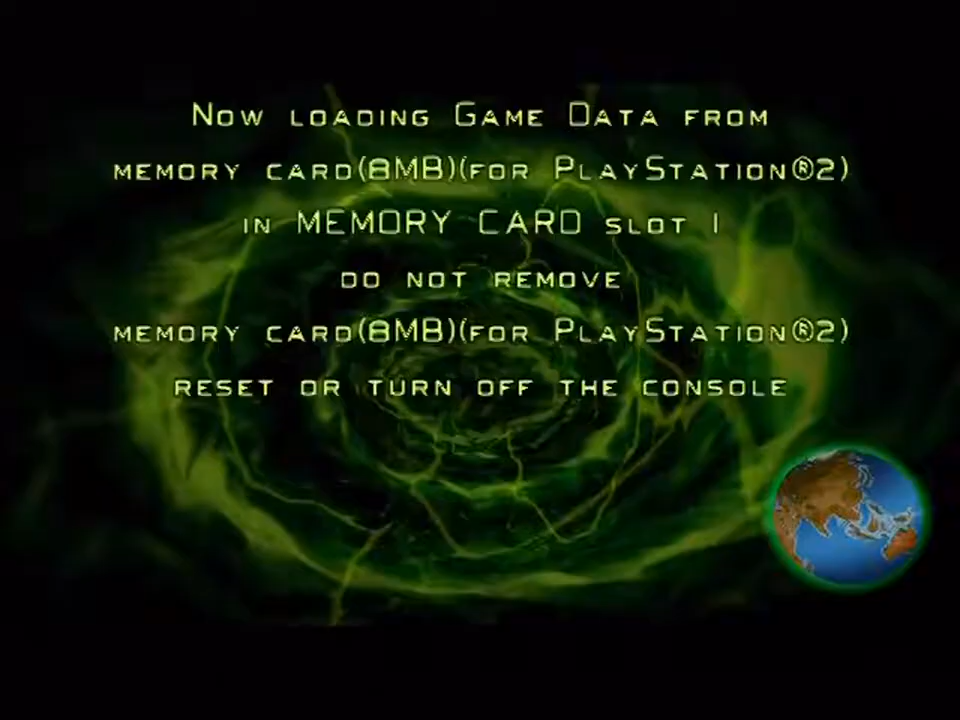 Now loading Game Data from
memory card(8MB)(for PlayStation®2)
in MEMORY CARD slot 1
do not remove
memory card(8MB)(for PlayStation®2)
reset or turn off the console